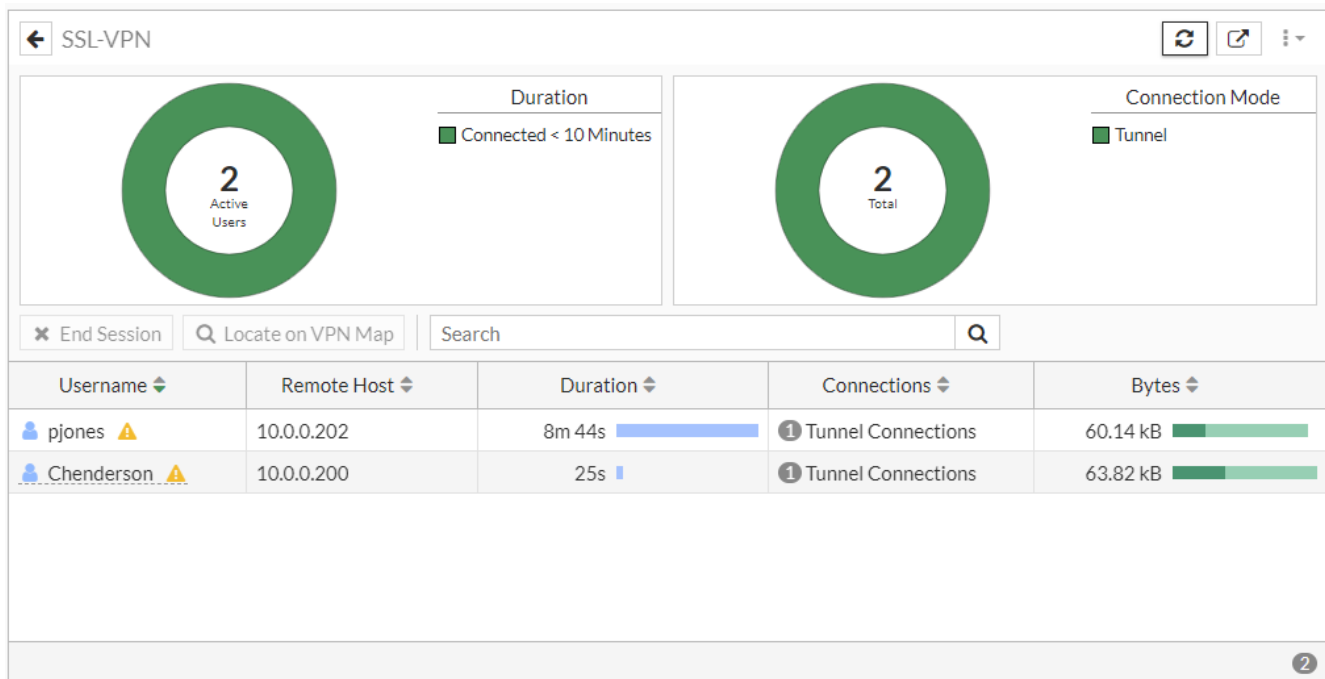 SSL-VPN
2
Active
Users
Duration
Connected < 10 Minutes
2
Total
Connection Mode
Tunnel
End Session
Locate on VPN Map
Search
Username Remote Host Duration Connections Bytes
pjones 10.0.0.202 8m 44s 1 Tunnel Connections 60.14 kB
Chenderson 10.0.0.200 25s 1 Tunnel Connections 63.82 kB
2